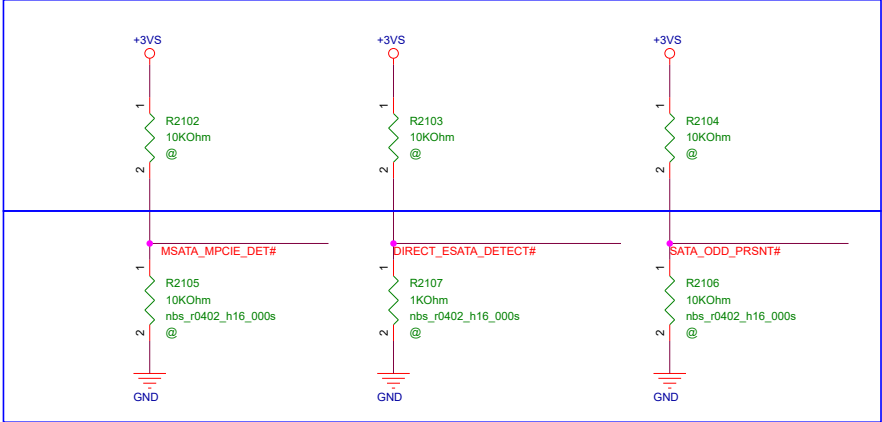 +3VS
+3VS
+3VS
1
R2102
10KOhm
@
2
1
R2103
10KOhm
@
2
1
R2104
10KOhm
@
2
MSATA_MPCIE_DET#
DIRECT_ESATA_DETECT#
SATA_ODD_PRSNT#
1
R2105
10KOhm
nbs_r0402_h16_000s
@
2
GND
1
R2107
1KOhm
nbs_r0402_h16_000s
@
2
GND
1
R2106
10KOhm
nbs_r0402_h16_000s
@
2
GND